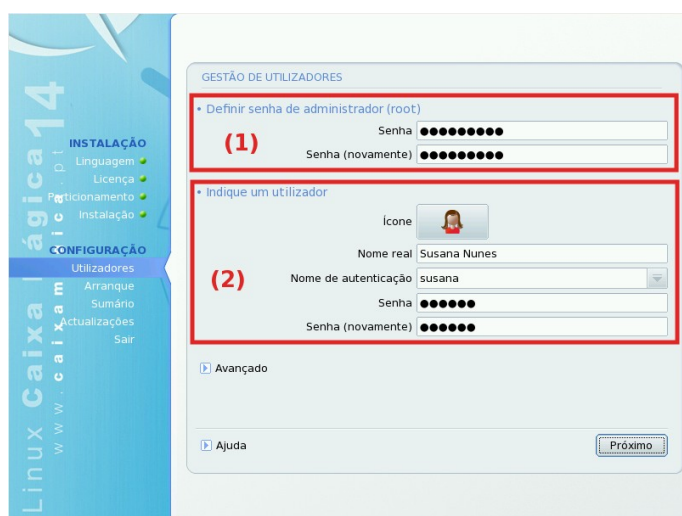 Linux Caixa Mágica 14
www.caixamagica.pt
INSTALAÇÃO
Linguagem
Licença
Particionamento
Instalação
CONFIGURAÇÃO
Utilizadores
Arranque
Sumário
Actualizações
Sair
GESTÃO DE UTILIZADORES
• Definir senha de administrador (root)
(1)
Senha ●●●●●●●●●
Senha (novamente) ●●●●●●●●●
• Indique um utilizador
Ícone
Nome real Susana Nunes
(2)
Nome de autenticação susana
Senha ●●●●●●
Senha (novamente) ●●●●●●
Avançado
Ajuda
Próximo